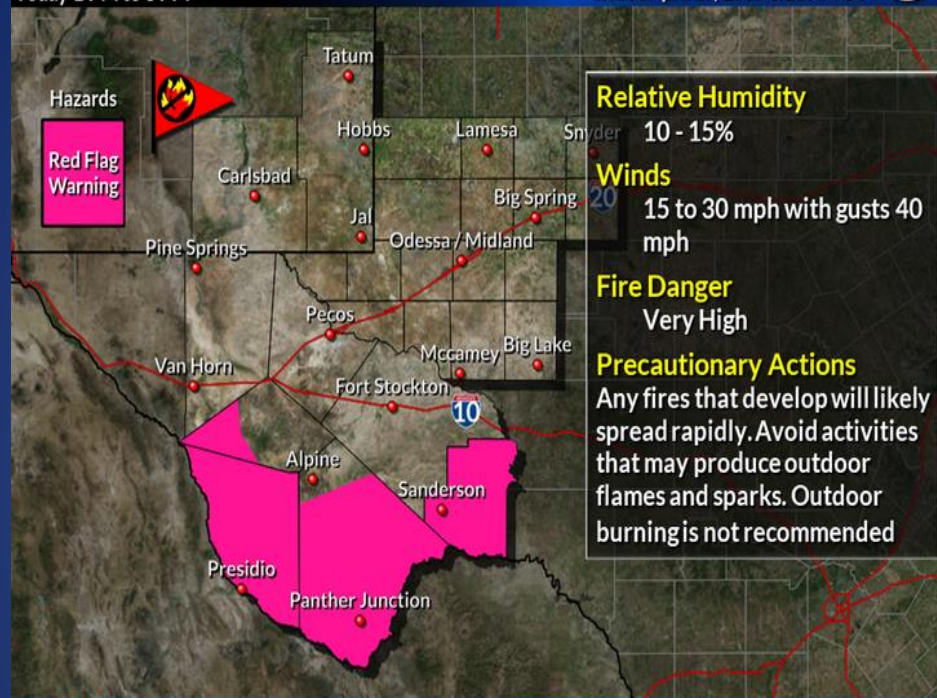 Tatum
Hazards
Red Flag
Warning
Hobbs
Lamesa
Snyder
Carlsbad
Big Spring
20
Jal
Odessa / Midland
Pine Springs
Pecos
Mccamey
Big Lake
Van Horn
Fort Stockton
10
Alpine
Sanderson
Presidio
Panther Junction
Relative Humidity
10 - 15%
Winds
15 to 30 mph with gusts 40
mph
Fire Danger
Very High
Precautionary Actions
Any fires that develop will likely
spread rapidly. Avoid activities
that may produce outdoor
flames and sparks. Outdoor
burning is not recommended